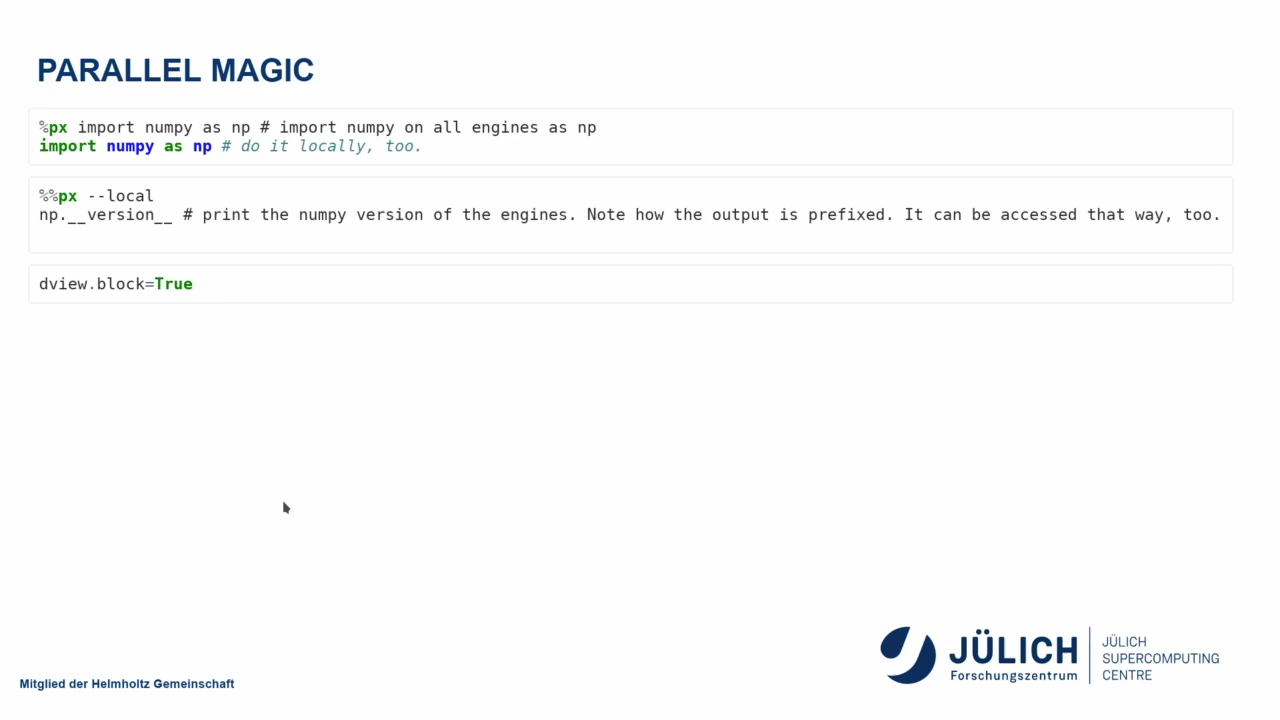 PARALLEL MAGIC
%px import numpy as np # import numpy on all engines as np
import numpy as np # do it locally, too.
%%px --local
np.__version__ # print the numpy version of the engines. Note how the output is prefixed. It can be accessed that way, too.
dview.block=True
JÜLICH
Forschungszentrum
JÜLICH
SUPERCOMPUTING
CENTRE
Mitglied der Helmholtz Gemeinschaft